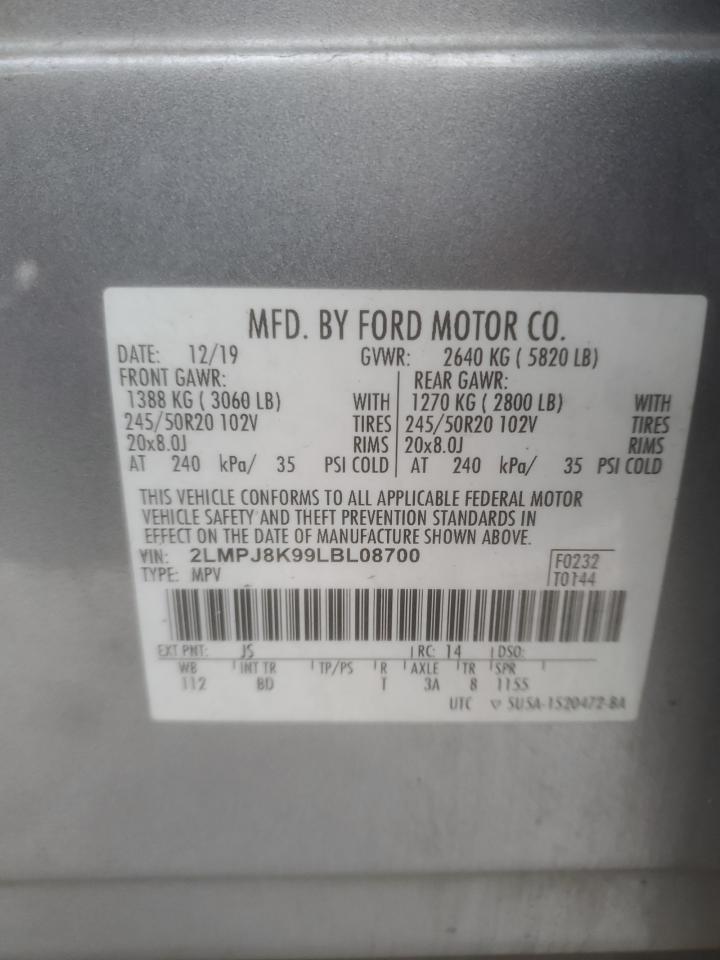 MFD. BY FORD MOTOR CO.
DATE: 12/19 GVWR: 2640 KG ( 5820 LB)
FRONT GAWR: REAR GAWR:
1388 KG ( 3060 LB) WITH 1270 KG ( 2800 LB) WITH
245/50R20 102V TIRES 245/50R20 102V TIRES
20x8.0J RIMS 20x8.0J RIMS
AT 240 kPa/ 35 PSI COLD AT 240 kPa/ 35 PSI COLD
THIS VEHICLE CONFORMS TO ALL APPLICABLE FEDERAL MOTOR
VEHICLE SAFETY AND THEFT PREVENTION STANDARDS IN
EFFECT ON THE DATE OF MANUFACTURE SHOWN ABOVE.
VIN: 2LMPJ8K99LBL08700 F0232
TYPE: MPV T0144
EXT PNT: JS RC: 14 DSO:
WB INT TR TP/PS R AXLE TR SPR
112 BD T 3A 8 1155
UTC ▽ 5U5A-1520472-BA